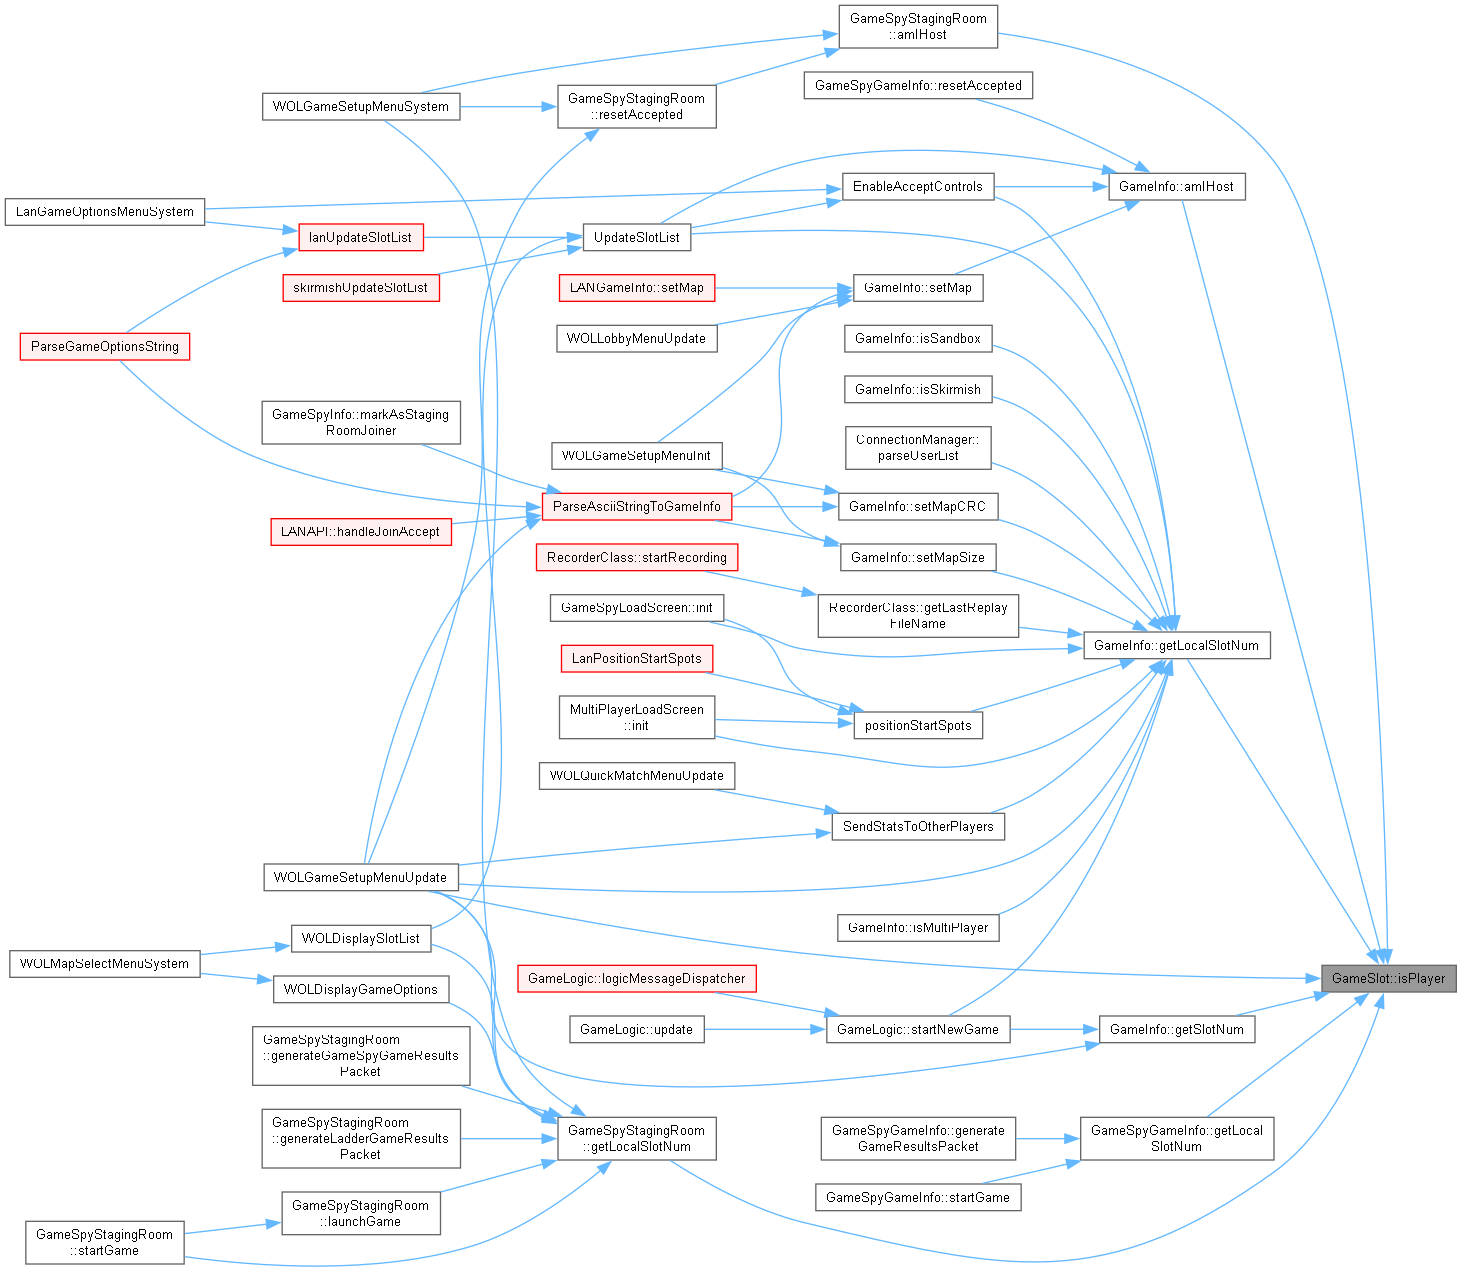 GameSpyStagingRoom
::amIHost
GameSpyGameInfo::resetAccepted
WOLGameSetupMenuSystem
GameSpyStagingRoom
::resetAccepted
EnableAcceptControls
GameInfo::amIHost
LanGameOptionsMenuSystem
lanUpdateSlotList
UpdateSlotList
skirmishUpdateSlotList
LANGameInfo::setMap
GameInfo::setMap
ParseGameOptionsString
WOLLobbyMenuUpdate
GameInfo::isSandbox
GameInfo::isSkirmish
GameSpyInfo::markAsStaging
RoomJoiner
ConnectionManager::
parseUserList
WOLGameSetupMenuInit
ParseAsciiStringToGameInfo
GameInfo::setMapCRC
LANAPI::handleJoinAccept
RecorderClass::startRecording
GameInfo::setMapSize
GameSpyLoadScreen::init
RecorderClass::getLastReplay
FileName
GameInfo::getLocalSlotNum
LanPositionStartSpots
MultiPlayerLoadScreen
::init
positionStartSpots
WOLQuickMatchMenuUpdate
SendStatsToOtherPlayers
WOLGameSetupMenuUpdate
GameInfo::isMultiPlayer
WOLDisplaySlotList
WOLMapSelectMenuSystem
GameLogic::logicMessageDispatcher
GameSlot::isPlayer
WOLDisplayGameOptions
GameLogic::update
GameLogic::startNewGame
GameInfo::getSlotNum
GameSpyStagingRoom
::generateGameSpyGameResults
Packet
GameSpyStagingRoom
::generateLadderGameResults
Packet
GameSpyStagingRoom
::getLocalSlotNum
GameSpyGameInfo::generate
GameResultsPacket
GameSpyGameInfo::getLocal
SlotNum
GameSpyGameInfo::startGame
GameSpyStagingRoom
::launchGame
GameSpyStagingRoom
::startGame